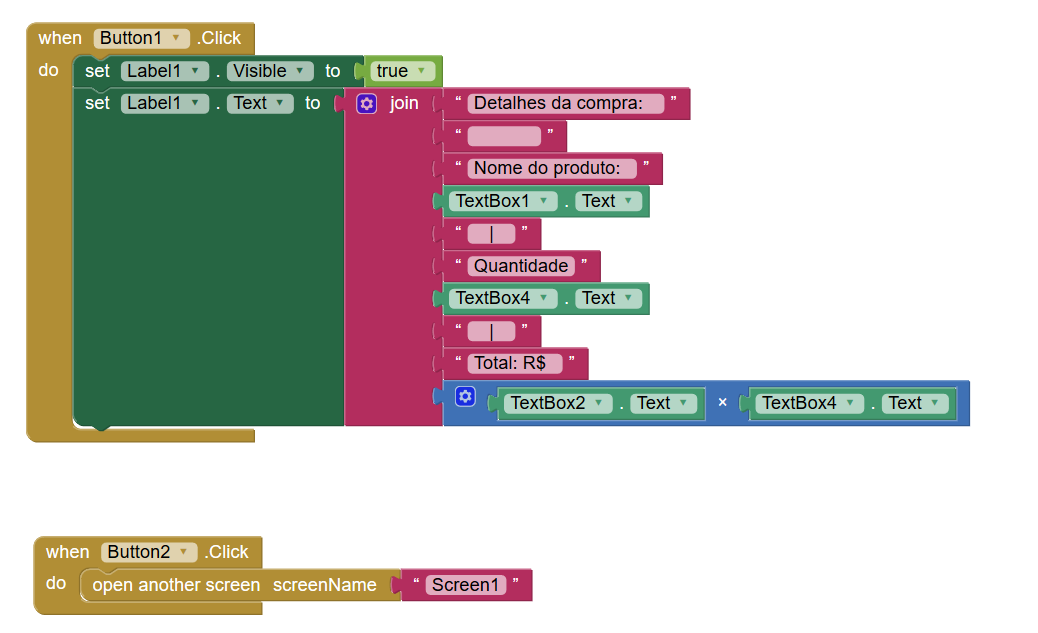 when Button1 .Click
do set Label1 . Visible to true
set Label1 . Text to join “ Detalhes da compra: ”
“ ”
“ Nome do produto: ”
TextBox1 . Text
“ | ”
“ Quantidade ”
TextBox4 . Text
“ | ”
“ Total: R$ ”
TextBox2 . Text × TextBox4 . Text
when Button2 .Click
do open another screen screenName “ Screen1 ”